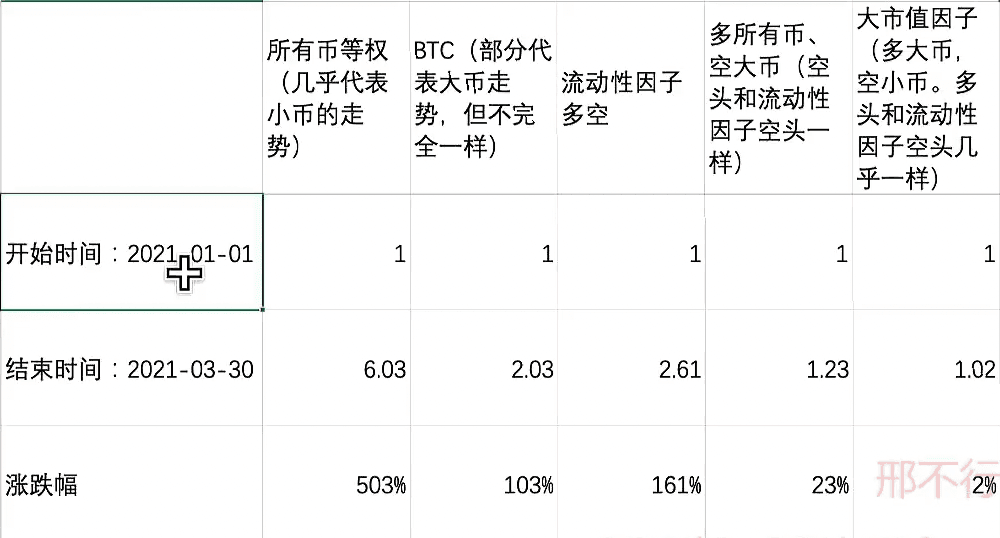 所有币等权
（几乎代表
小币的走
势）
BTC（部分代
表大币走
势，但不完
全一样）
流动性因子
多空
多所有币、
空大币（空
头和流动性
因子空头一
样）
大市值因子
（多大币，
空小币。多
头和流动性
因子空头几
乎一样）
开始时间：2021-01-01
1
1
1
1
1
结束时间：2021-03-30
6.03
2.03
2.61
1.23
1.02
涨跌幅
503%
103%
161%
23%
2%
邢不行